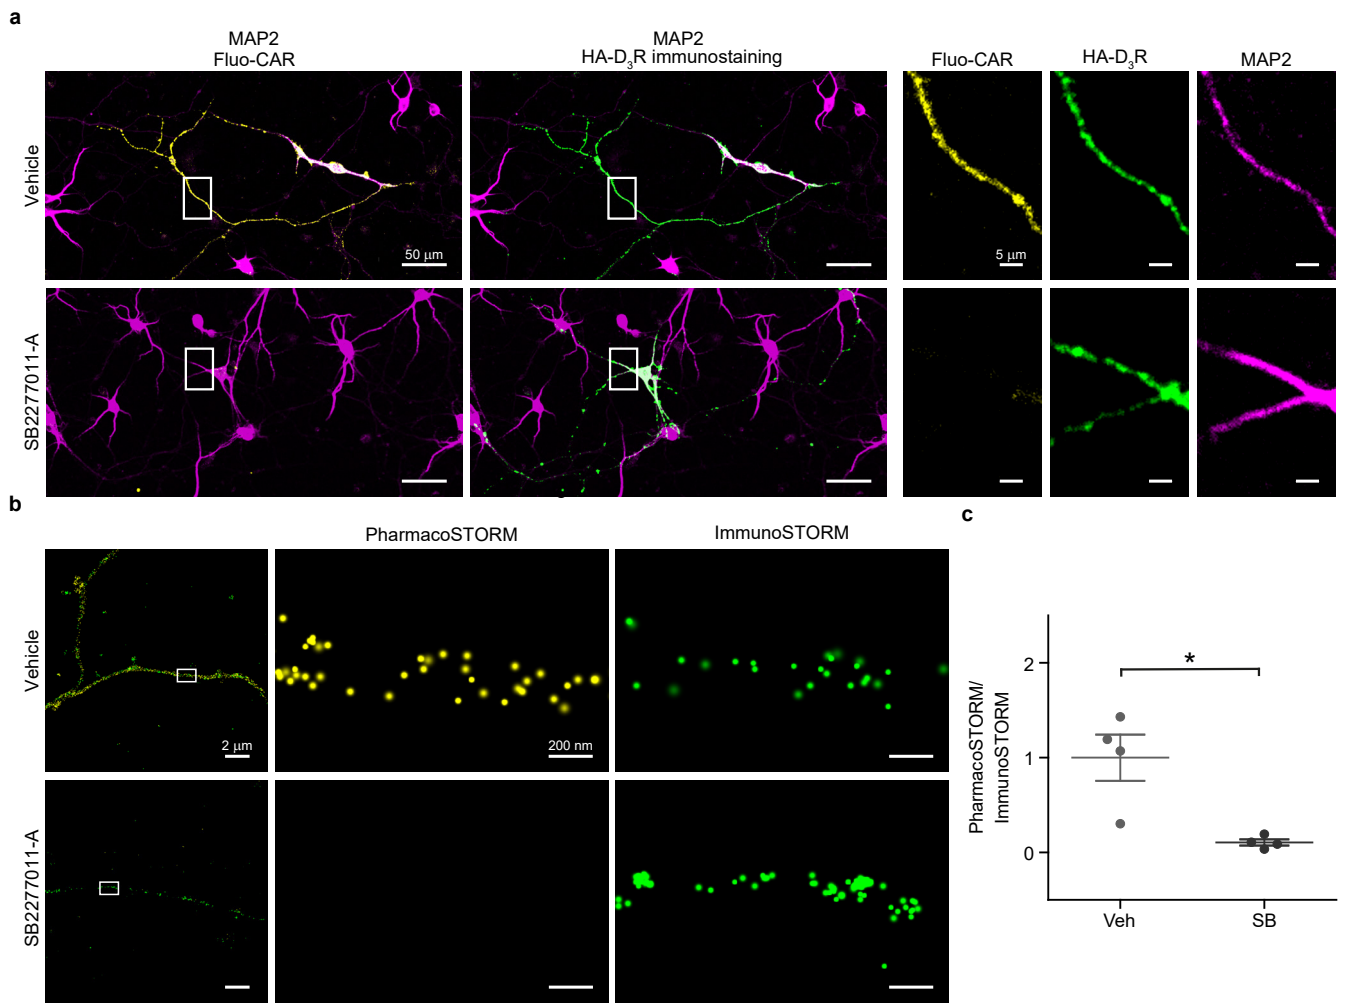 a
MAP2
Fluo-CAR
MAP2
HA-D₃R immunostaining
Fluo-CAR
HA-D₃R
MAP2
Vehicle
50 μm
5 μm
SB2277011-A
b
PharmacoSTORM
ImmunoSTORM
Vehicle
2 μm
200 nm
SB2277011-A
c
PharmacoSTORM/
ImmunoSTORM
2
1
0
*
Veh
SB